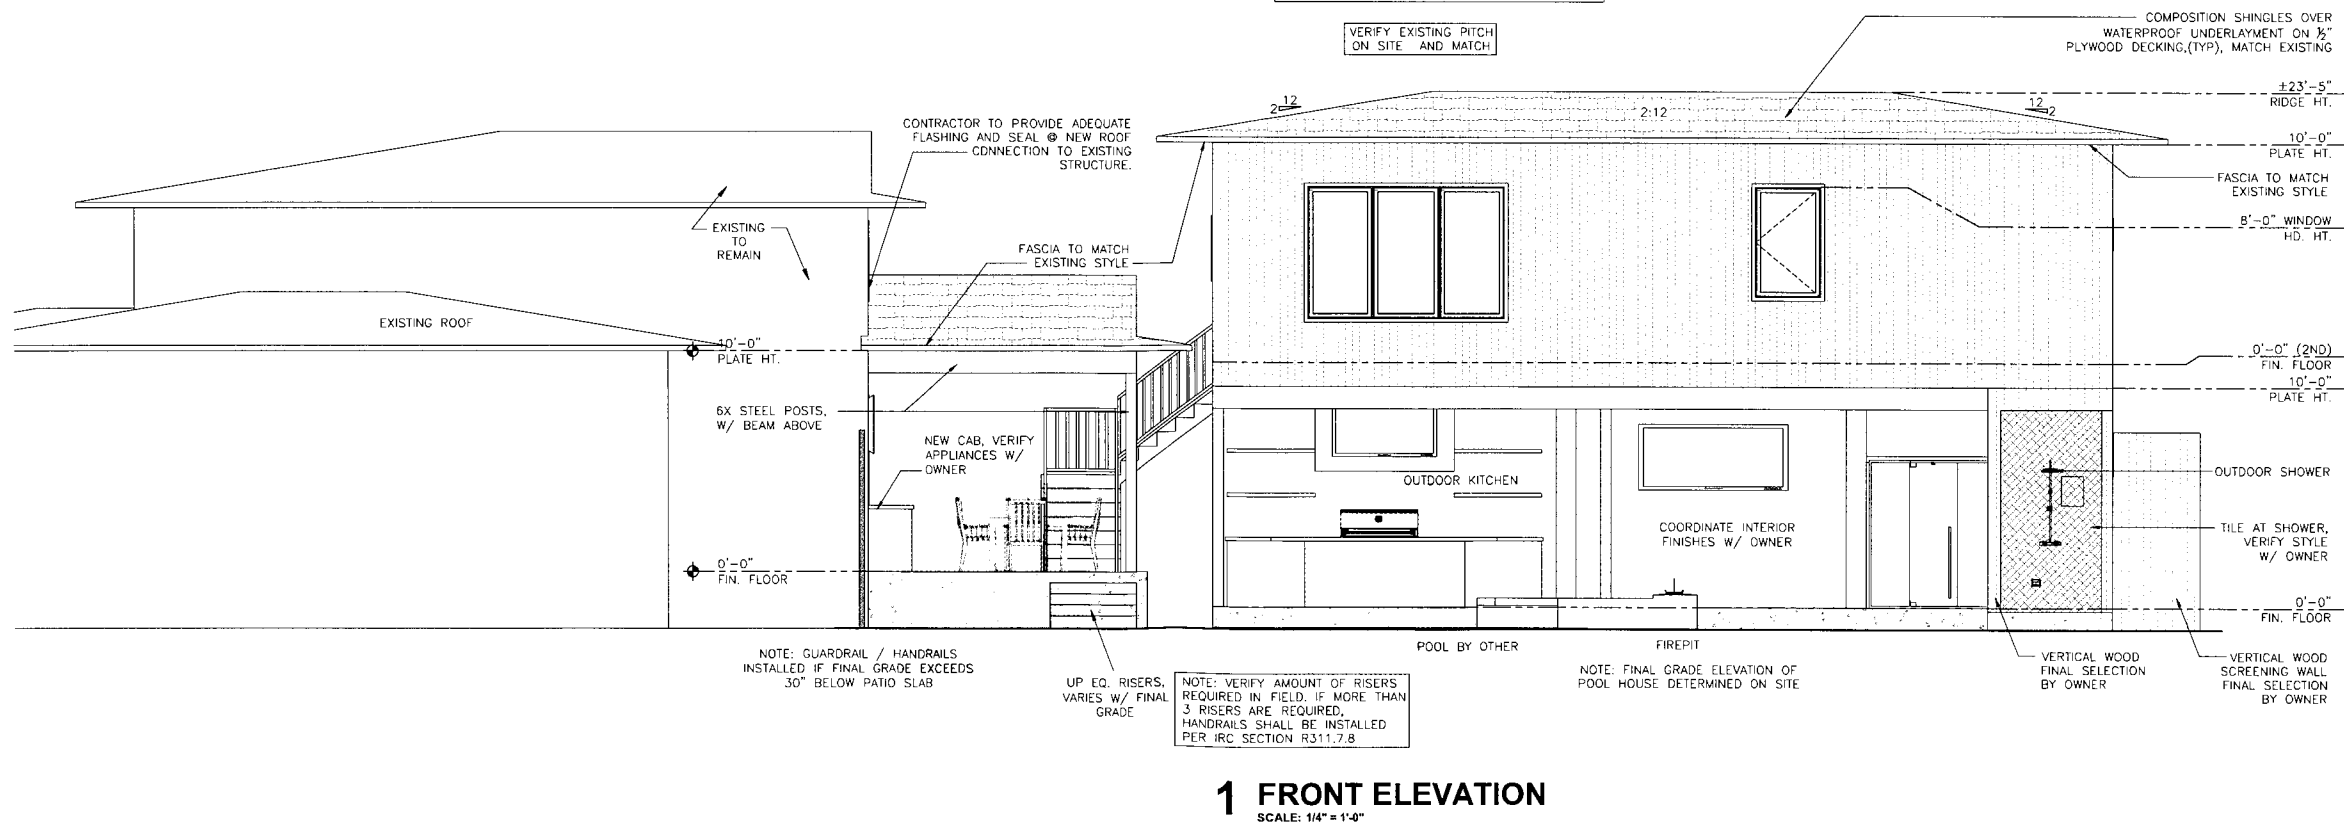 VERIFY EXISTING PITCH
ON SITE AND MATCH
COMPOSITION SHINGLES OVER
WATERPROOF UNDERLAYMENT ON ½"
PLYWOOD DECKING,(TYP), MATCH EXISTING
±23'-5"
RIDGE HT.
12
2
2:12
12
2
10'-0"
PLATE HT.
CONTRACTOR TO PROVIDE ADEQUATE
FLASHING AND SEAL @ NEW ROOF
CONNECTION TO EXISTING
STRUCTURE.
FASCIA TO MATCH
EXISTING STYLE
8'-0" WINDOW
HD. HT.
EXISTING
TO
REMAIN
FASCIA TO MATCH
EXISTING STYLE
EXISTING ROOF
10'-0"
PLATE HT.
0'-0" (2ND)
FIN. FLOOR
10'-0"
PLATE HT.
6X STEEL POSTS,
W/ BEAM ABOVE
NEW CAB, VERIFY
APPLIANCES W/
OWNER
OUTDOOR KITCHEN
OUTDOOR SHOWER
COORDINATE INTERIOR
FINISHES W/ OWNER
TILE AT SHOWER,
VERIFY STYLE
W/ OWNER
0'-0"
FIN. FLOOR
0'-0"
FIN. FLOOR
NOTE: GUARDRAIL / HANDRAILS
INSTALLED IF FINAL GRADE EXCEEDS
30" BELOW PATIO SLAB
UP EQ. RISERS,
VARIES W/ FINAL
GRADE
NOTE: VERIFY AMOUNT OF RISERS
REQUIRED IN FIELD. IF MORE THAN
3 RISERS ARE REQUIRED,
HANDRAILS SHALL BE INSTALLED
PER IRC SECTION R311.7.8
POOL BY OTHER
FIREPIT
NOTE: FINAL GRADE ELEVATION OF
POOL HOUSE DETERMINED ON SITE
VERTICAL WOOD
FINAL SELECTION
BY OWNER
VERTICAL WOOD
SCREENING WALL
FINAL SELECTION
BY OWNER
1 FRONT ELEVATION
SCALE: 1/4" = 1'-0"